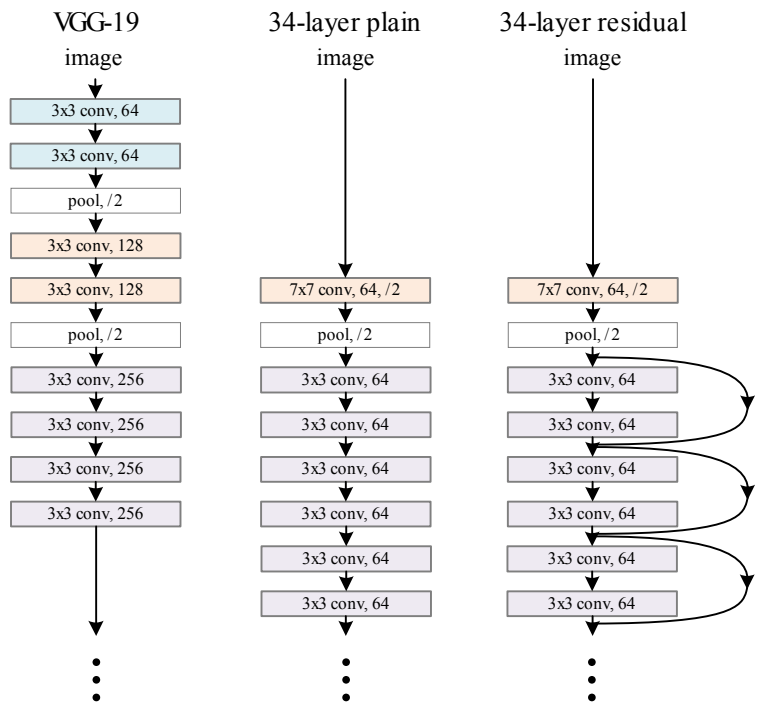 VGG-19
image
3x3 conv, 64
3x3 conv, 64
pool, /2
3x3 conv, 128
3x3 conv, 128
pool, /2
3x3 conv, 256
3x3 conv, 256
3x3 conv, 256
3x3 conv, 256
34-layer plain
image
7x7 conv, 64, /2
pool, /2
3x3 conv, 64
3x3 conv, 64
3x3 conv, 64
3x3 conv, 64
3x3 conv, 64
3x3 conv, 64
34-layer residual
image
7x7 conv, 64, /2
pool, /2
3x3 conv, 64
3x3 conv, 64
3x3 conv, 64
3x3 conv, 64
3x3 conv, 64
3x3 conv, 64